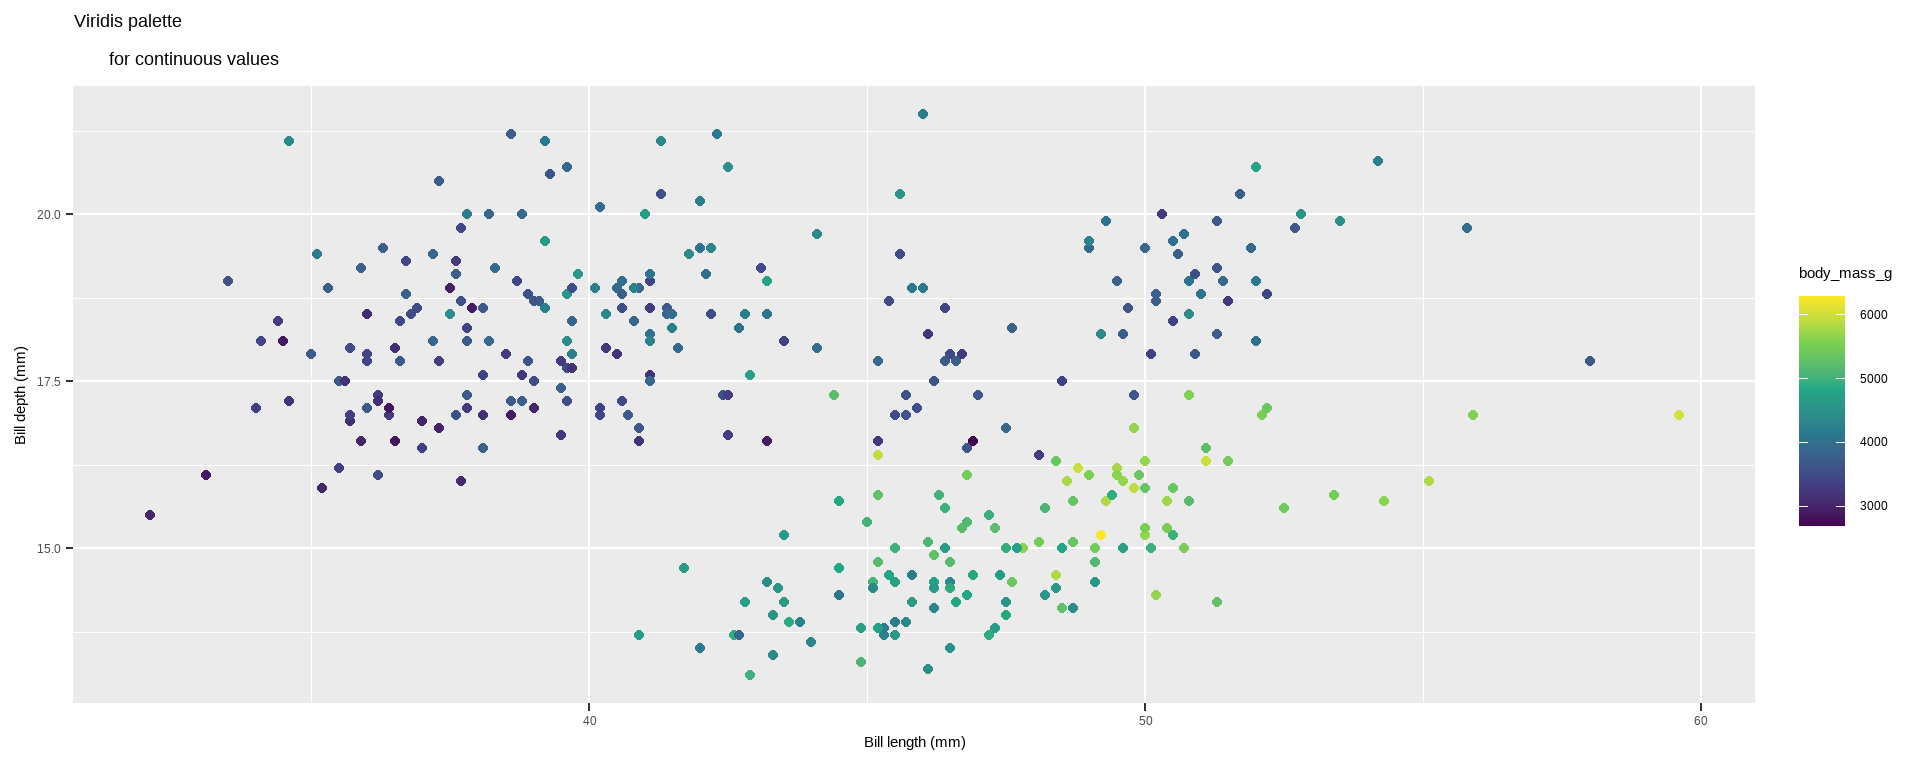 Viridis palette
for continuous values
Bill depth (mm)
20.0
17.5
15.0
40
50
60
Bill length (mm)
body_mass_g
6000
5000
4000
3000